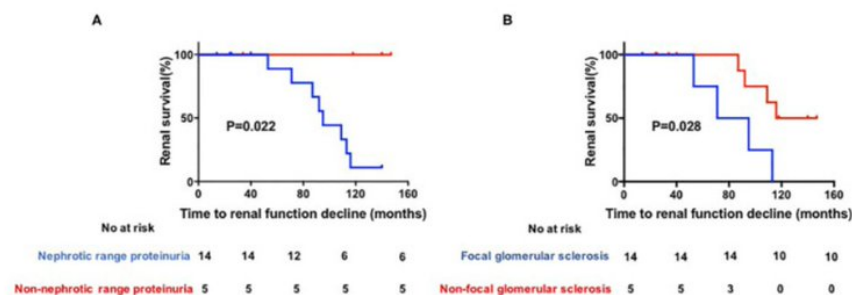 A
Renal survival(%)
100
50
0
P=0.022
0 40 80 120 160
Time to renal function decline (months)
No at risk
Nephrotic range proteinuria 14 14 12 6 6
Non-nephrotic range proteinuria 5 5 5 5 5
B
Renal survival(%)
100
50
0
P=0.028
0 40 80 120 160
Time to renal function decline (months)
No at risk
Focal glomerular sclerosis 14 14 14 10 10
Non-focal glomerular sclerosis 5 5 3 0 0